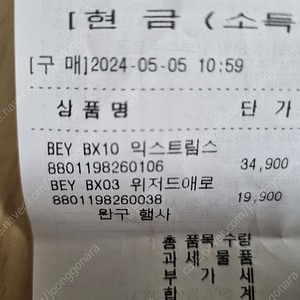 [현 금 (소득
[구 매]2024-05-05 10:59
상 품 명 단 가
BEY BX10 익스트림스
8801198260106 34,900
BEY BX03 위저드애로
8801198260038 19,900
완구 행사
총 품목 수량
과 세 물 품
부 가 세
합 계